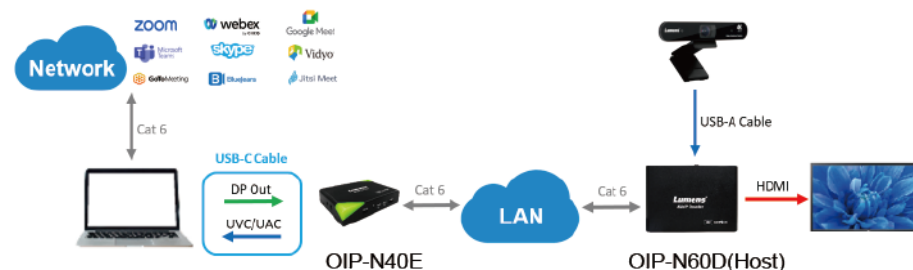 zoom
webex
Google Meet
Microsoft
Team
skype
Vidyo
GoToMeeting
B BlueJeans
Jitsi Meet
Network
Cat 6
USB-C Cable
DP Out
UVC/UAC
OIP-N40E
Cat 6
LAN
Cat 6
USB-A Cable
Lumens
HDMI
OIP-N60D(Host)